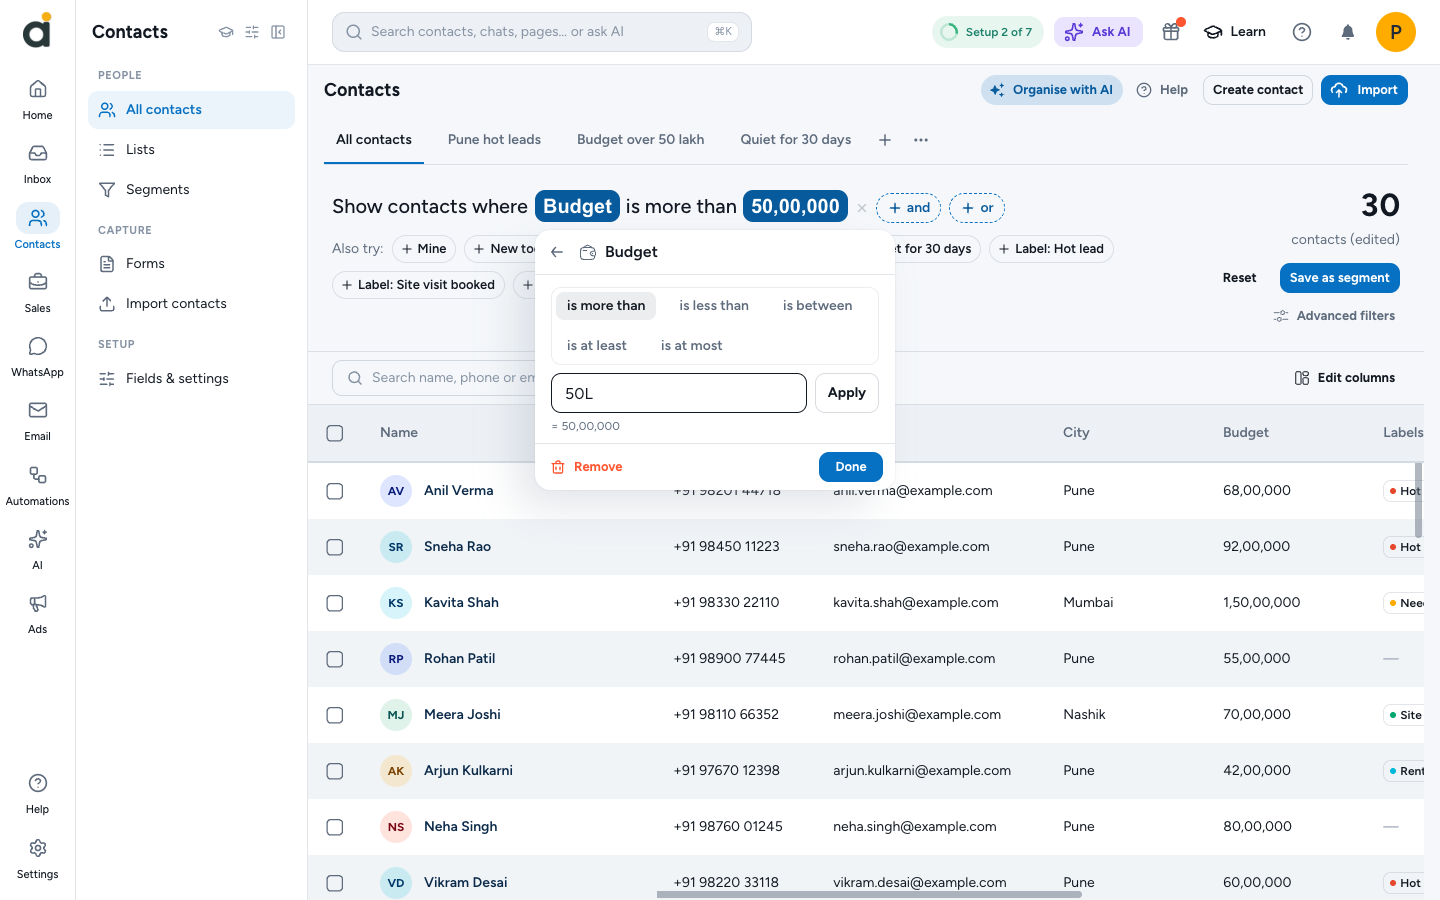 Contacts
Search contacts, chats, pages... or ask AI
⌘K
Setup 2 of 7
Ask AI
Learn
P
Home
Inbox
Contacts
Sales
WhatsApp
Email
Automations
AI
Ads
Help
Settings
PEOPLE
All contacts
Lists
Segments
CAPTURE
Forms
Import contacts
SETUP
Fields & settings
Contacts
Organise with AI
Help
Create contact
Import
All contacts
Pune hot leads
Budget over 50 lakh
Quiet for 30 days
Show contacts where Budget is more than 50,00,000 × + and + or
30
contacts (edited)
Also try:
+ Mine
+ New
for 30 days
+ Label: Hot lead
+ Label: Site visit booked
Reset
Save as segment
Advanced filters
Budget
is more than
is less than
is between
is at least
is at most
50L
Apply
= 50,00,000
Remove
Done
Search name, phone or
Edit columns
Name
City
Budget
Labels
AV Anil Verma +91 98201 44718 anil.verma@example.com Pune 68,00,000 Hot
SR Sneha Rao +91 98450 11223 sneha.rao@example.com Pune 92,00,000 Hot
KS Kavita Shah +91 98330 22110 kavita.shah@example.com Mumbai 1,50,00,000
RP Rohan Patil +91 98900 77445 rohan.patil@example.com Pune 55,00,000 —
MJ Meera Joshi +91 98110 66352 meera.joshi@example.com Nashik 70,00,000 Site
AK Arjun Kulkarni +91 97670 12398 arjun.kulkarni@example.com Pune 42,00,000 Rent
NS Neha Singh +91 98760 01245 neha.singh@example.com Pune 80,00,000 —
VD Vikram Desai +91 98220 33118 vikram.desai@example.com Pune 60,00,000 Hot